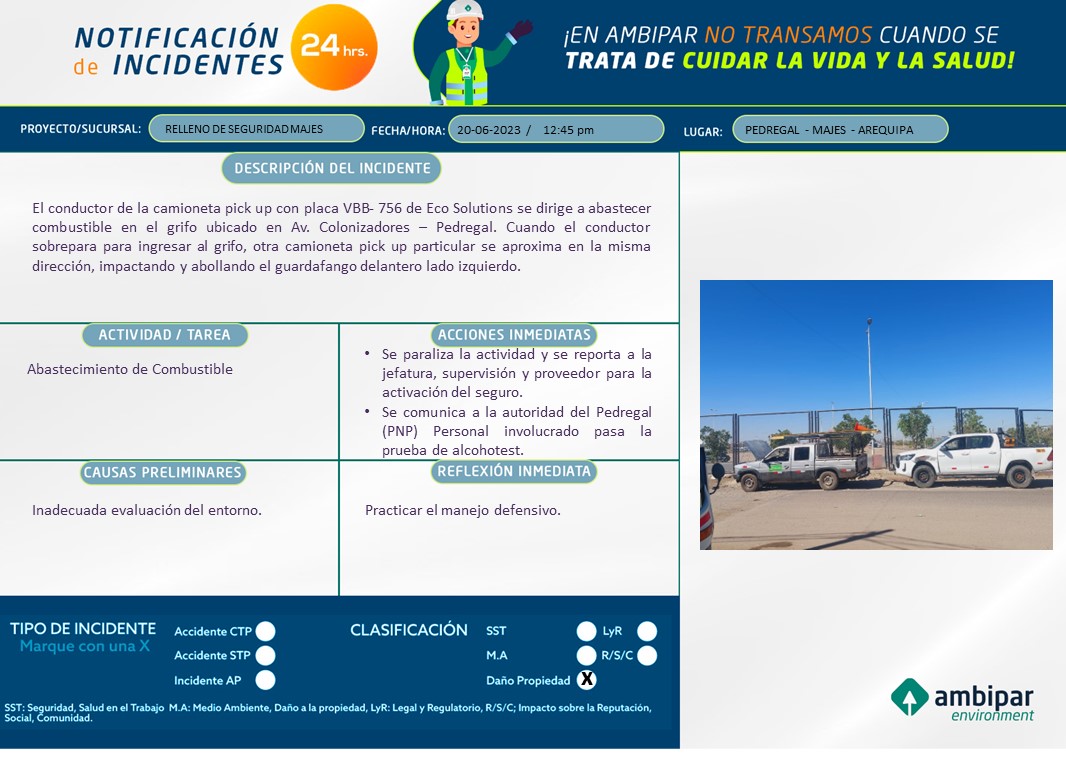 NOTIFICACIÓN
de INCIDENTES
24 hrs.
¡EN AMBIPAR NO TRANSAMOS CUANDO SE
TRATA DE CUIDAR LA VIDA Y LA SALUD!
PROYECTO/SUCURSAL: RELLENO DE SEGURIDAD MAJES FECHA/HORA: 20-06-2023 / 12:45 pm LUGAR: PEDREGAL - MAJES - AREQUIPA
DESCRIPCIÓN DEL INCIDENTE
El conductor de la camioneta pick up con placa VBB- 756 de Eco Solutions se dirige a abastecer
combustible en el grifo ubicado en Av. Colonizadores – Pedregal. Cuando el conductor
sobrepara para ingresar al grifo, otra camioneta pick up particular se aproxima en la misma
dirección, impactando y abollando el guardafango delantero lado izquierdo.
ACTIVIDAD / TAREA
Abastecimiento de Combustible
ACCIONES INMEDIATAS
• Se paraliza la actividad y se reporta a la
jefatura, supervisión y proveedor para la
activación del seguro.
• Se comunica a la autoridad del Pedregal
(PNP) Personal involucrado pasa la
prueba de alcohotest.
CAUSAS PRELIMINARES
Inadecuada evaluación del entorno.
REFLEXIÓN INMEDIATA
Practicar el manejo defensivo.
TIPO DE INCIDENTE
Marque con una X
Accidente CTP
Accidente STP
Incidente AP
CLASIFICACIÓN
SST LyR
M.A R/S/C
Daño Propiedad X
SST: Seguridad, Salud en el Trabajo M.A: Medio Ambiente, Daño a la propiedad, LyR: Legal y Regulatorio, R/S/C; Impacto sobre la Reputación,
Social, Comunidad.
ambipar
environment